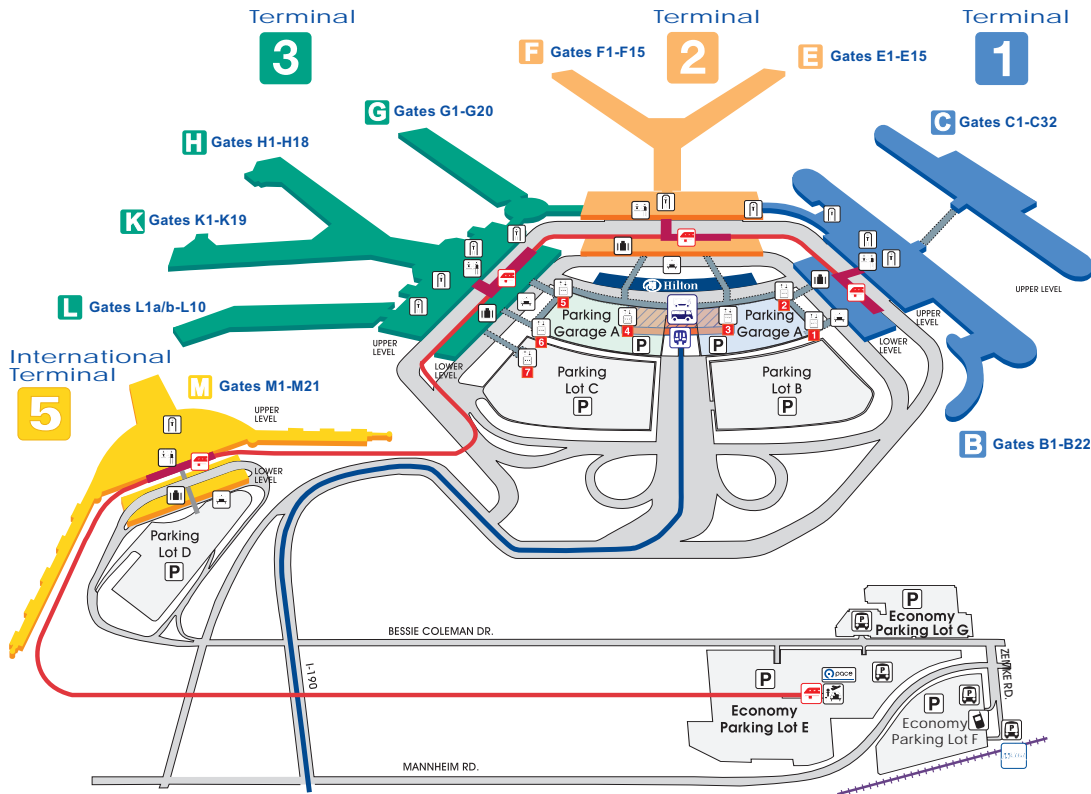 Terminal
3
Terminal
2
Terminal
1
F Gates F1-F15
E Gates E1-E15
G Gates G1-G20
C Gates C1-C32
H Gates H1-H18
K Gates K1-K19
L Gates L1a/b-L10
UPPER LEVEL
UPPER
LEVEL
LOWER
LEVEL
UPPER
LEVEL
LOWER
LEVEL
Hilton
5
2
4
3
1
6
7
Parking
Garage A
P
Parking
Garage A
P
Parking
Lot C
P
Parking
Lot B
P
International
Terminal
5
M Gates M1-M21
UPPER
LEVEL
LOWER
LEVEL
B Gates B1-B22
Parking
Lot D
P
P
Economy
Parking Lot G
P
BESSIE COLEMAN DR.
I-190
ZEMKE RD.
P
pace
P
Economy
Parking Lot E
P
P
Economy
Parking Lot F
P
MANNHEIM RD.